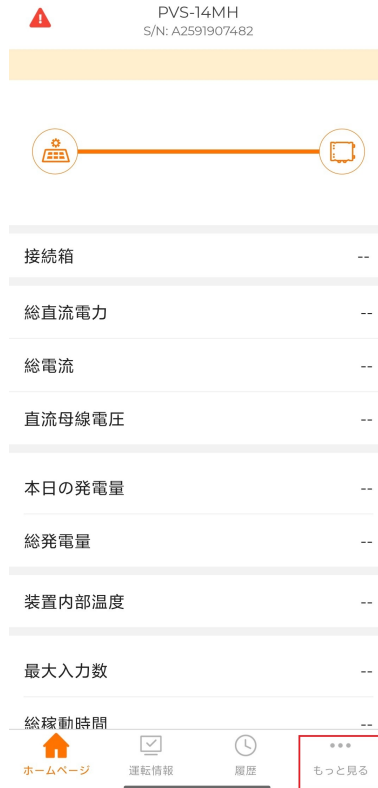 PVS-14MH
S/N: A2591907482
接続箱 --
総直流電力 --
総電流 --
直流母線電圧 --
本日の発電量 --
総発電量 --
装置内部温度 --
最大入力数 --
総稼動時間 --
ホームページ 運転情報 履歴 もっと見る